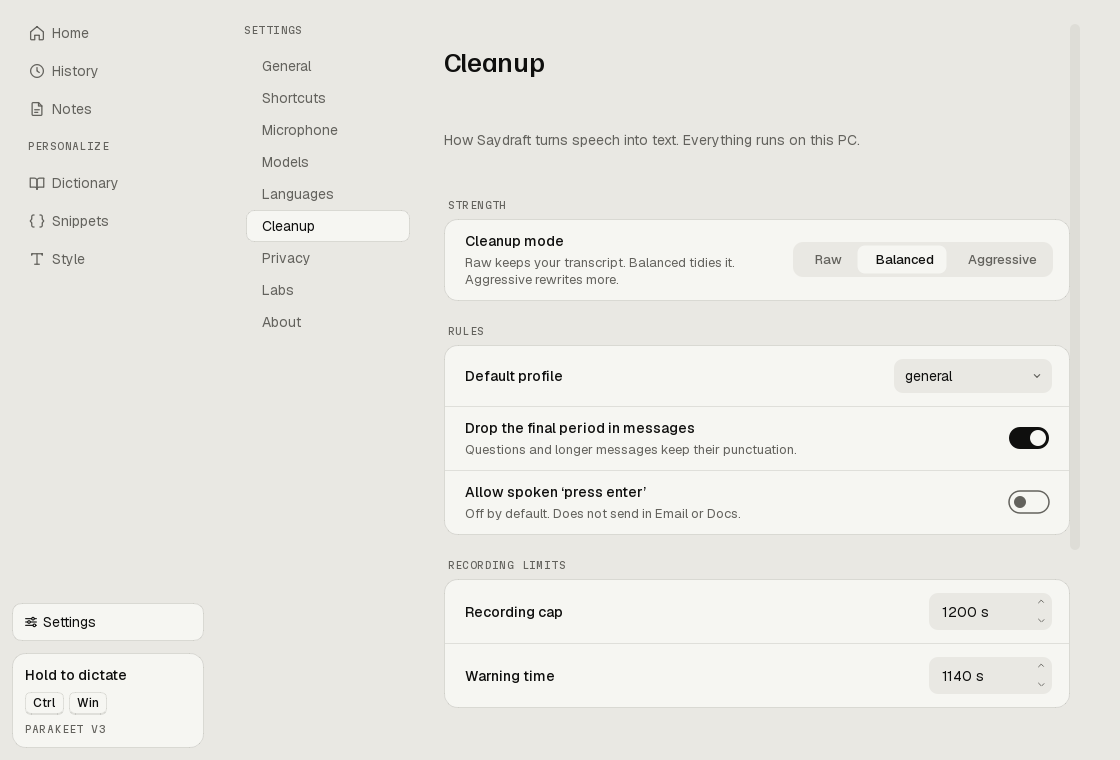 Home
History
Notes
PERSONALIZE
Dictionary
Snippets
Style
Settings
Hold to dictate
Ctrl Win
PARAKEET V3
SETTINGS
General
Shortcuts
Microphone
Models
Languages
Cleanup
Privacy
Labs
About
Cleanup
How Saydraft turns speech into text. Everything runs on this PC.
STRENGTH
Cleanup mode
Raw keeps your transcript. Balanced tidies it.
Aggressive rewrites more.
Raw Balanced Aggressive
RULES
Default profile
general
Drop the final period in messages
Questions and longer messages keep their punctuation.
Allow spoken ‘press enter’
Off by default. Does not send in Email or Docs.
RECORDING LIMITS
Recording cap
1200 s
Warning time
1140 s